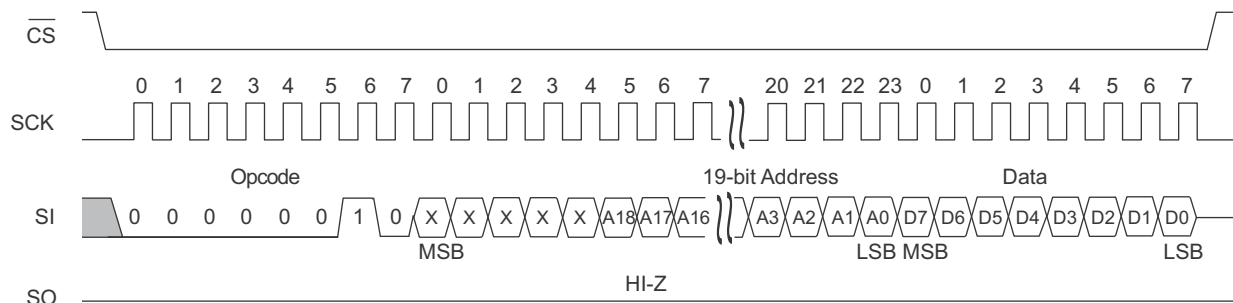 CS
0 1 2 3 4 5 6 7 0 1 2 3 4 5 6 7 20 21 22 23 0 1 2 3 4 5 6 7
SCK
Opcode 19-bit Address Data
SI 0 0 0 0 0 0 1 0 X X X X X A18 A17 A16 A3 A2 A1 A0 D7 D6 D5 D4 D3 D2 D1 D0
MSB LSB MSB LSB
HI-Z
SO